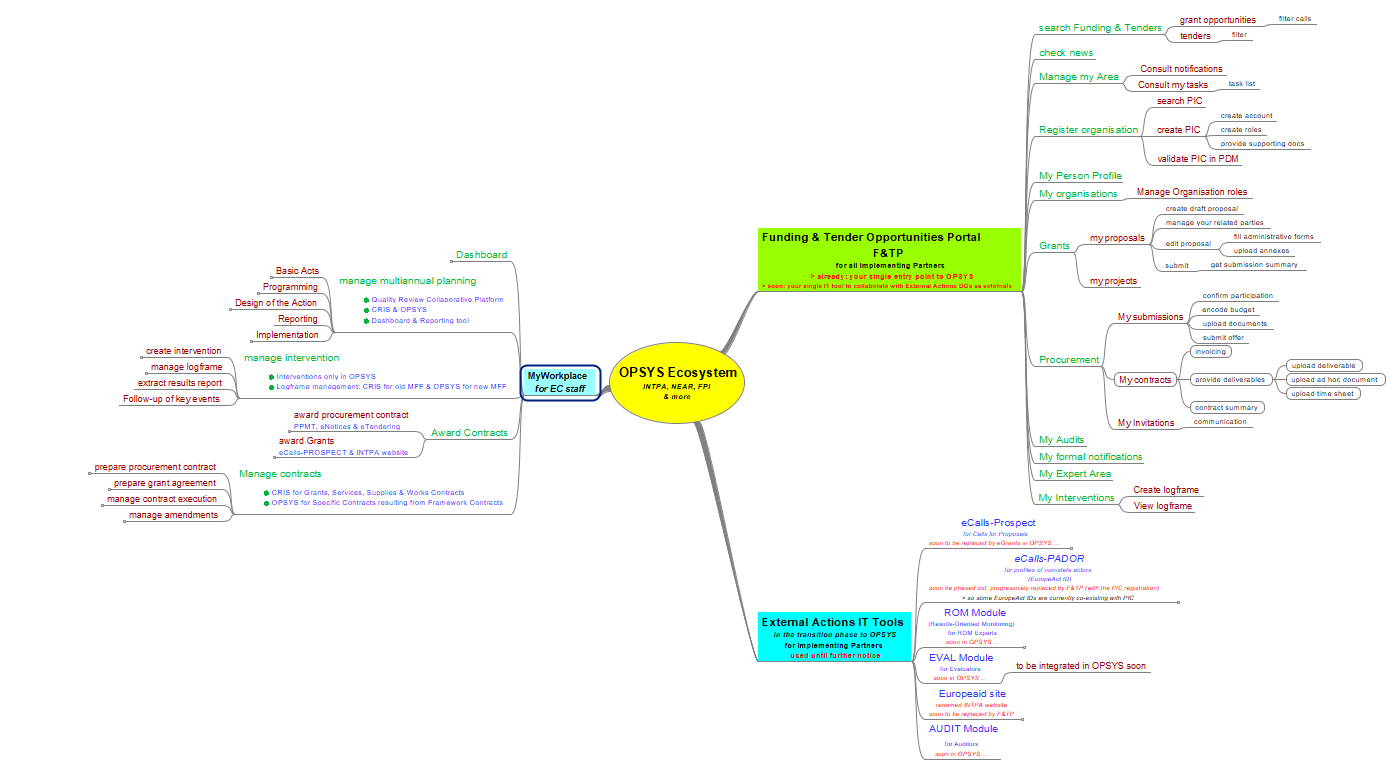 OPSYS Ecosystem
INTPA, NEAR, FPI
& more
MyWorkplace
for EC staff
Dashboard
manage multiannual planning
Quality Review Collaborative Platform
CRIS & OPSYS
Dashboard & Reporting tool
Basic Acts
Programming
Design of the Action
Reporting
Implementation
manage intervention
Interventions only in OPSYS
Logframe management: CRIS for old MFF & OPSYS for new MFF
create intervention
manage logframe
extract results report
Follow-up of key events
Award Contracts
award procurement contract
PPMT, eNotices & eTendering
award Grants
eCalls-PROSPECT & INTPA website
Manage contracts
CRIS for Grants, Services, Supplies & Works Contracts
OPSYS for Specific Contracts resulting from Framework Contracts
prepare procurement contract
prepare grant agreement
manage contract execution
manage amendments
Funding & Tender Opportunities Portal
F&TP
for all Implementing Partners
> already: your single entry point to OPSYS
> soon: your single IT tool to collaborate with External Actions DGs as externals
search Funding & Tenders
grant opportunities
filter calls
tenders
filter
check news
Manage my Area
Consult notifications
Consult my tasks
task list
Register organisation
search PIC
create PIC
create account
create roles
provide supporting docs
validate PIC in PDM
My Person Profile
My organisations
Manage Organisation roles
Grants
my proposals
create draft proposal
manage your related parties
edit proposal
fill administrative forms
upload annexes
submit
get submission summary
my projects
Procurement
My submissions
confirm participation
encode budget
upload documents
submit offer
My contracts
invoicing
provide deliverables
upload deliverable
upload ad hoc document
upload time sheet
contract summary
My Invitations
communication
My Audits
My formal notifications
My Expert Area
My Interventions
Create logframe
View logframe
External Actions IT Tools
in the transition phase to OPSYS
for Implementing Partners
used until further notice
eCalls-Prospect
for Calls for Proposals
soon to be replaced by eGrants in OPSYS ...
eCalls-PADOR
for profiles of non-state actors
(EuropeAid ID)
soon be phased out, progressively replaced by F&TP (with the PIC registration)
> so some EuropeAid IDs are currently co-existing with PIC
ROM Module
(Results-Oriented Monitoring)
for ROM Experts
soon in OPSYS ...
EVAL Module
for Evaluators
soon in OPSYS ...
to be integrated in OPSYS soon
Europeaid site
renamed INTPA website
soon to be replaced by F&TP
AUDIT Module
for Auditors
soon in OPSYS ...